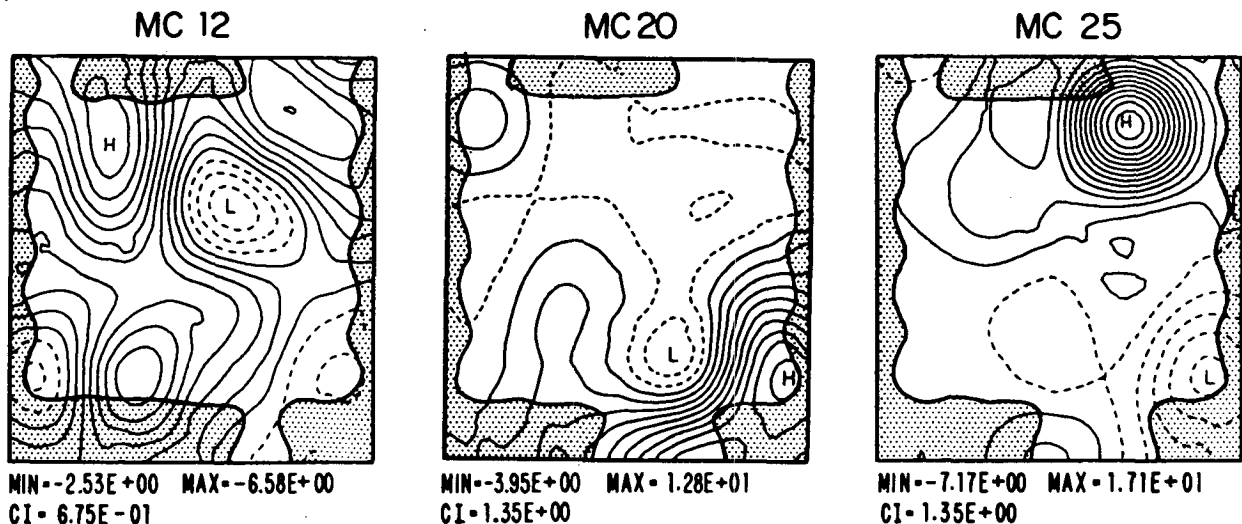 MC 12
MC 20
MC 25
H
L
L
H
H
L
MIN=-2.53E+00 MAX=-6.58E+00
CI= 6.75E-01
MIN=-3.95E+00 MAX=1.28E+01
CI=1.35E+00
MIN=-7.17E+00 MAX=1.71E+01
CI=1.35E+00